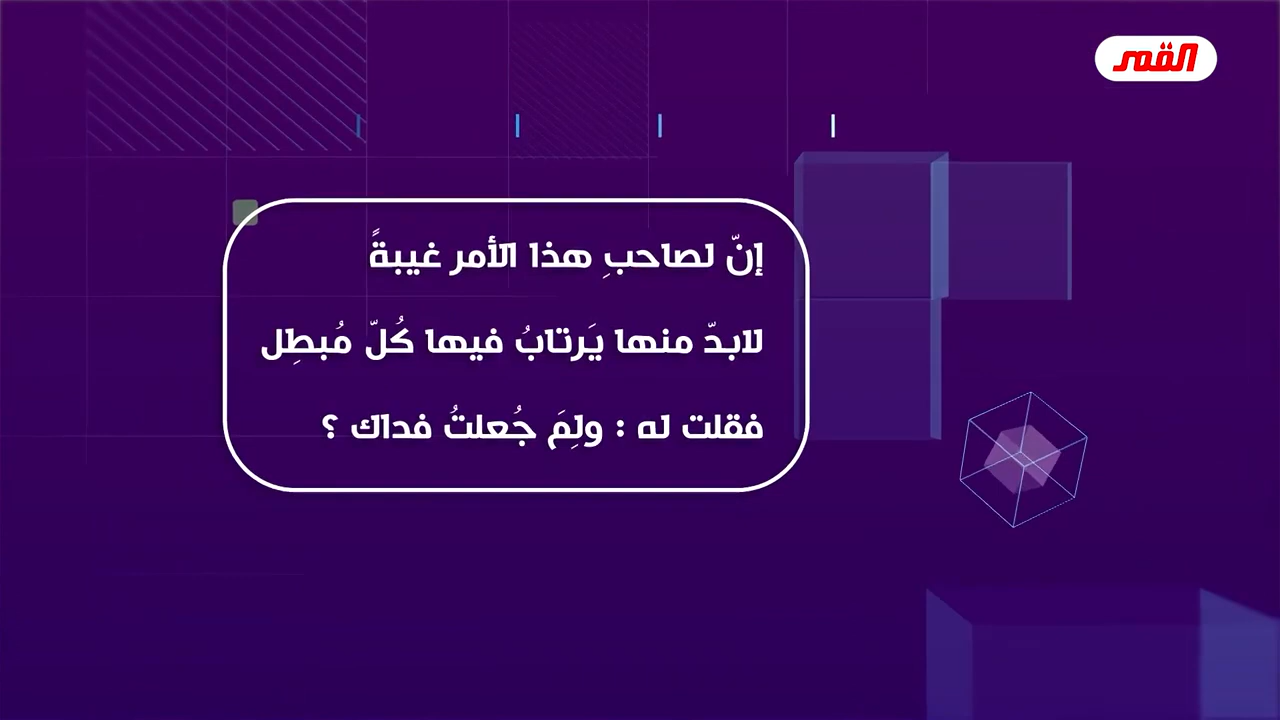 القمر
إنّ لصاحبِ هذا الأمر غيبةً
لابدّ منها يَرتابُ فيها كُلّ مُبطِل
فقلت له : ولِمَ جُعلتُ فداك ؟